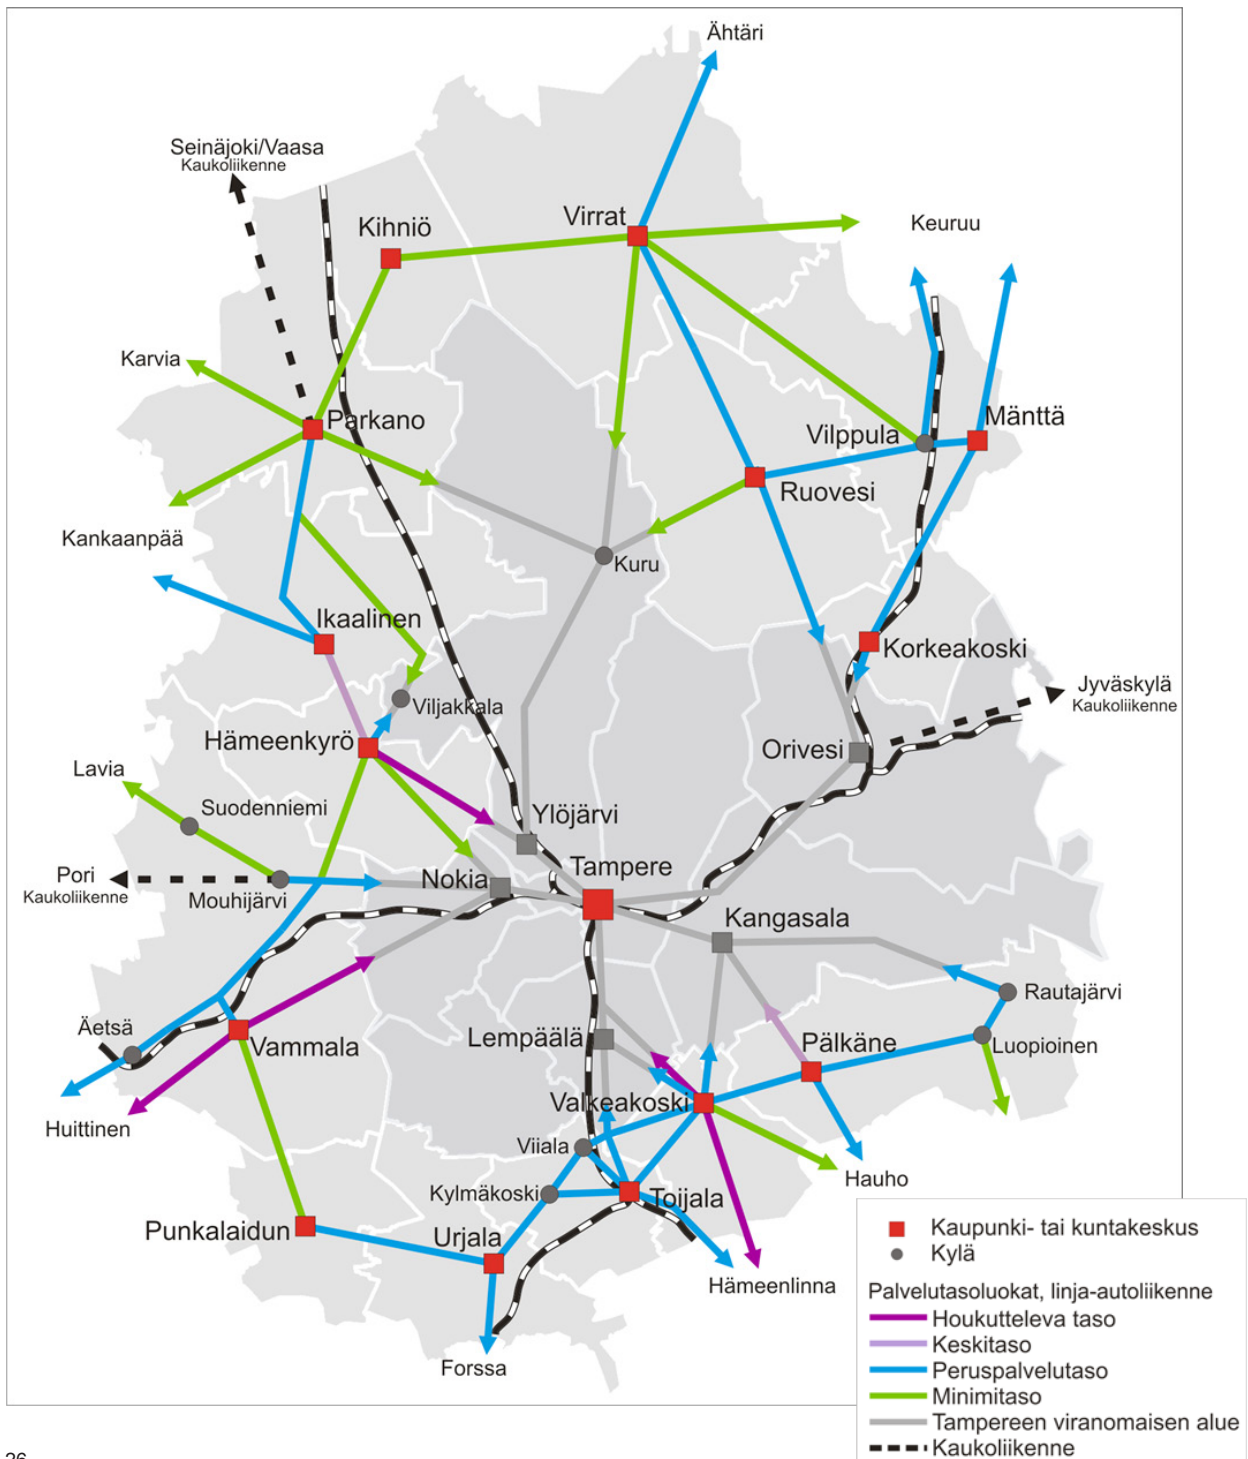 Ähtäri
Seinäjoki/Vaasa
Kaukoliikenne
Kihniö
Virrat
Keuruu
Karvia
Parkano
Mänttä
Vilppula
Ruovesi
Kankaanpää
Kuru
Ikaalinen
Korkeakoski
Jyväskylä
Kaukoliikenne
Viljakkala
Hämeenkyrö
Orivesi
Lavia
Suodenniemi
Ylöjärvi
Tampere
Pori
Kaukoliikenne
Mouhijärvi
Nokia
Kangasala
Rautajärvi
Äetsä
Vammala
Lempäälä
Pälkäne
Luopioinen
Huittinen
Valkeakoski
Viiala
Hauho
Kylmäkoski
Toijala
Punkalaidun
Urjala
Hämeenlinna
Forssa
Kaupunki- tai kuntakeskus
Kylä
Palvelutasoluokat, linja-autoliikenne
Houkutteleva taso
Keskitaso
Peruspalvelutaso
Minimitaso
Tampereen viranomaisen alue
Kaukoliikenne
26